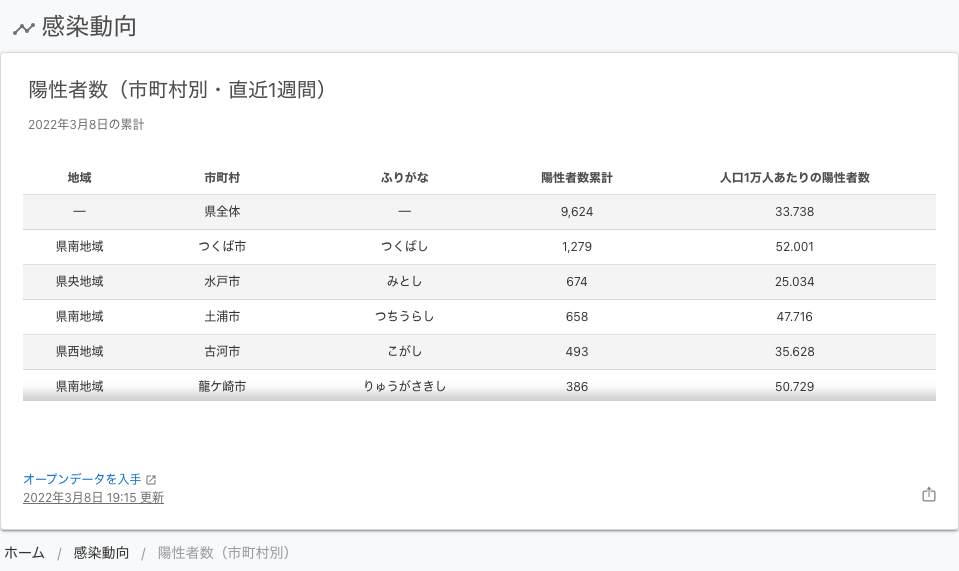 感染動向
陽性者数（市町村別・直近1週間）
2022年3月8日の累計
地域 市町村 ふりがな 陽性者数累計 人口1万人あたりの陽性者数
― 県全体 ― 9,624 33.738
県南地域 つくば市 つくばし 1,279 52.001
県央地域 水戸市 みとし 674 25.034
県南地域 土浦市 つちうらし 658 47.716
県西地域 古河市 こがし 493 35.628
県南地域 龍ケ崎市 りゅうがさきし 386 50.729
オープンデータを入手
2022年3月8日 19:15 更新
ホーム / 感染動向 / 陽性者数（市町村別）